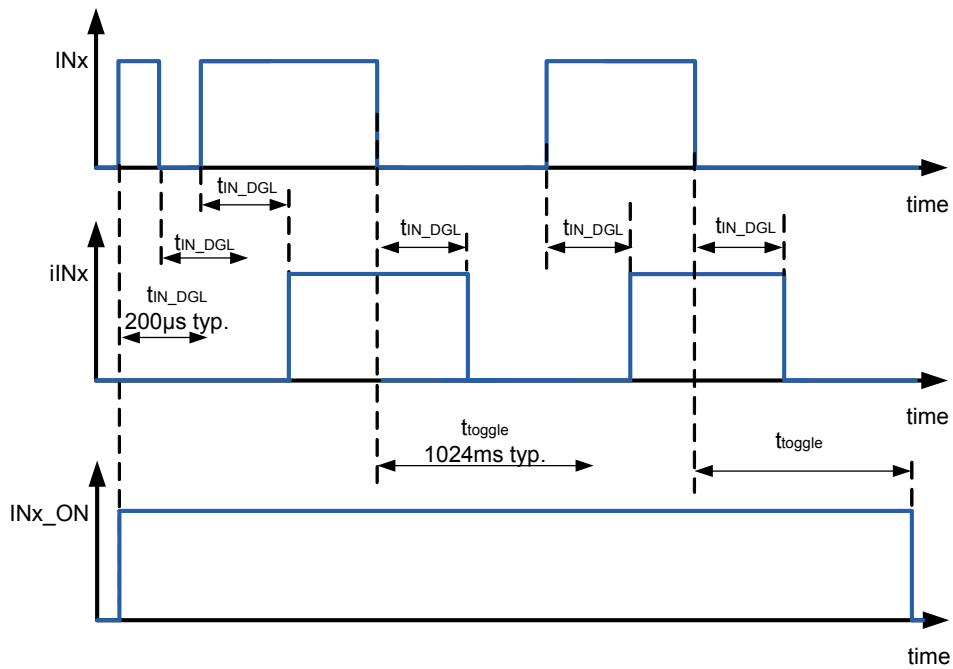 INx
time
tIN_DGL
tIN_DGL
tIN_DGL
tIN_DGL
tIN_DGL
iINx
tIN_DGL
200µs typ.
time
ttoggle
1024ms typ.
ttoggle
INx_ON
time